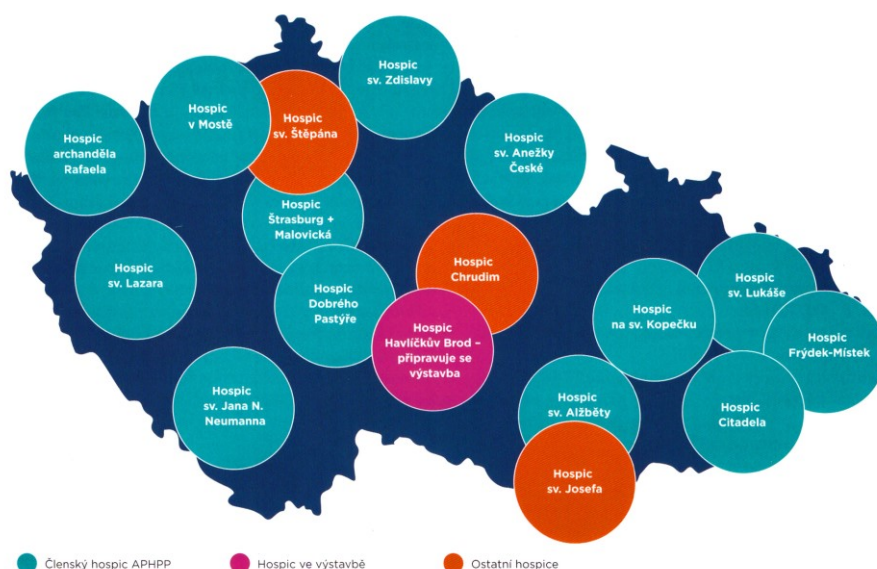 Hospic
sv. Zdislavy
Hospic
v Mostě
Hospic
sv. Štěpána
Hospic
archanděla
Rafaela
Hospic
sv. Anežky
České
Hospic
Štrasburg +
Malovická
Hospic
sv. Lazara
Hospic
Chrudim
Hospic
Dobrého
Pastýře
Hospic
na sv. Kopečku
Hospic
sv. Lukáše
Hospic
Havlíčkův Brod –
připravuje se
výstavba
Hospic
Frýdek-Místek
Hospic
sv. Jana N.
Neumanna
Hospic
sv. Alžběty
Hospic
Citadela
Hospic
sv. Josefa
Členský hospic APHPP
Hospic ve výstavbě
Ostatní hospice